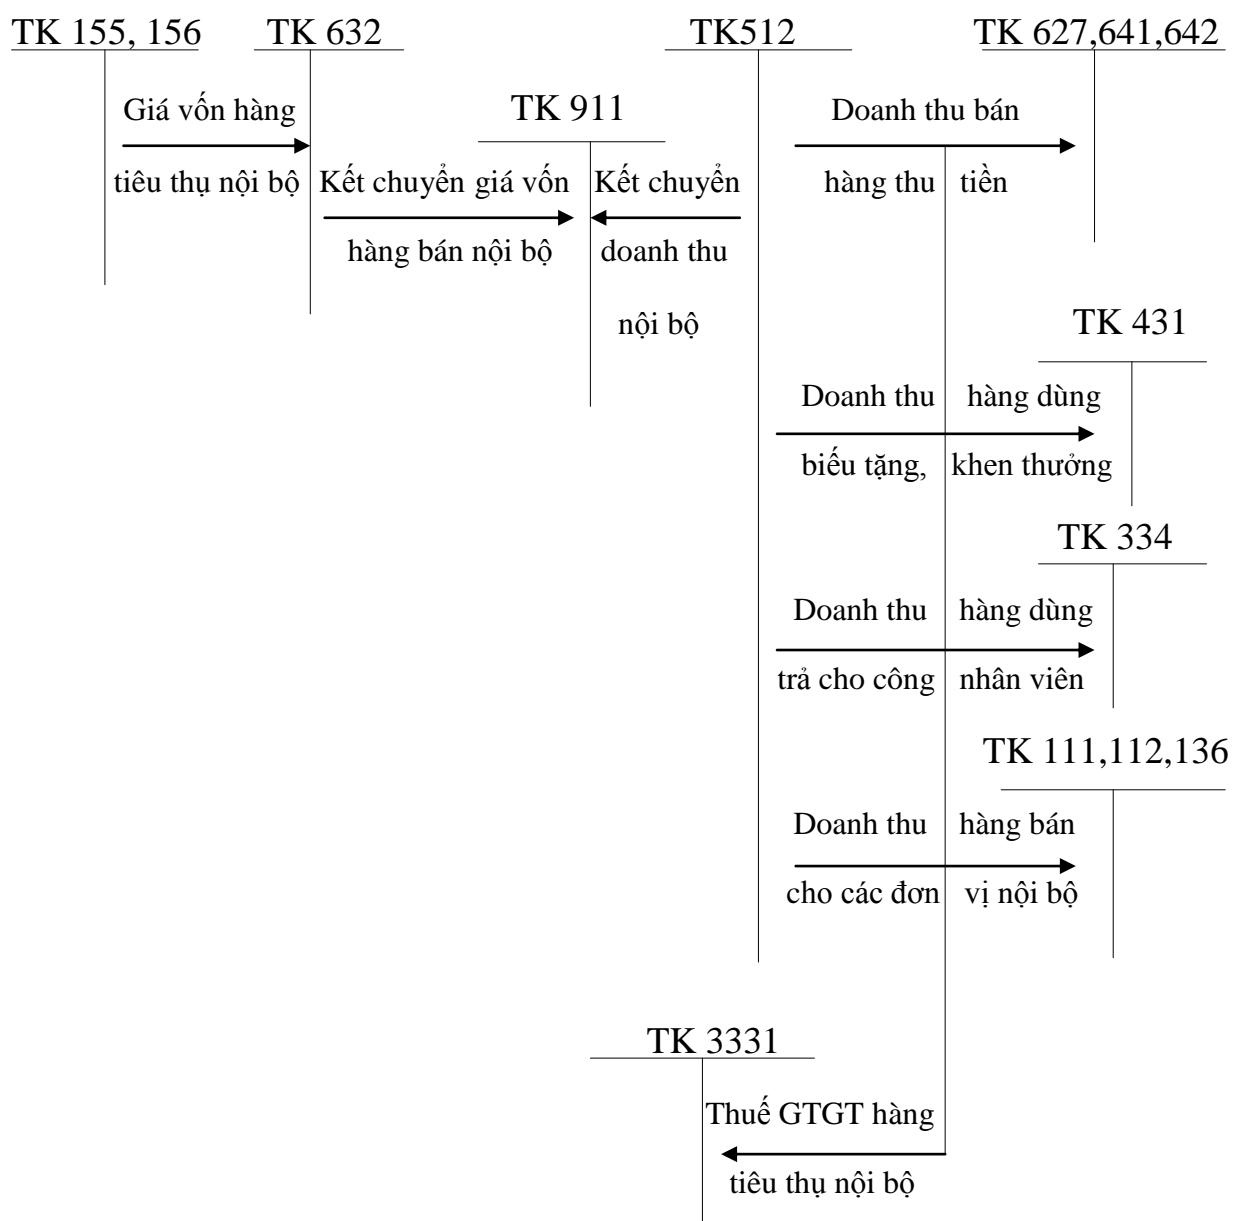 TK 155, 156 TK 632 TK512 TK 627,641,642
Giá vốn hàng TK 911 Doanh thu bán
tiêu thụ nội bộ Kết chuyển giá vốn Kết chuyển hàng thu tiền
hàng bán nội bộ doanh thu
nội bộ TK 431
Doanh thu hàng dùng
biếu tặng, khen thưởng
TK 334
Doanh thu hàng dùng
trả cho công nhân viên
TK 111,112,136
Doanh thu hàng bán
cho các đơn vị nội bộ
TK 3331
Thuế GTGT hàng
tiêu thụ nội bộ